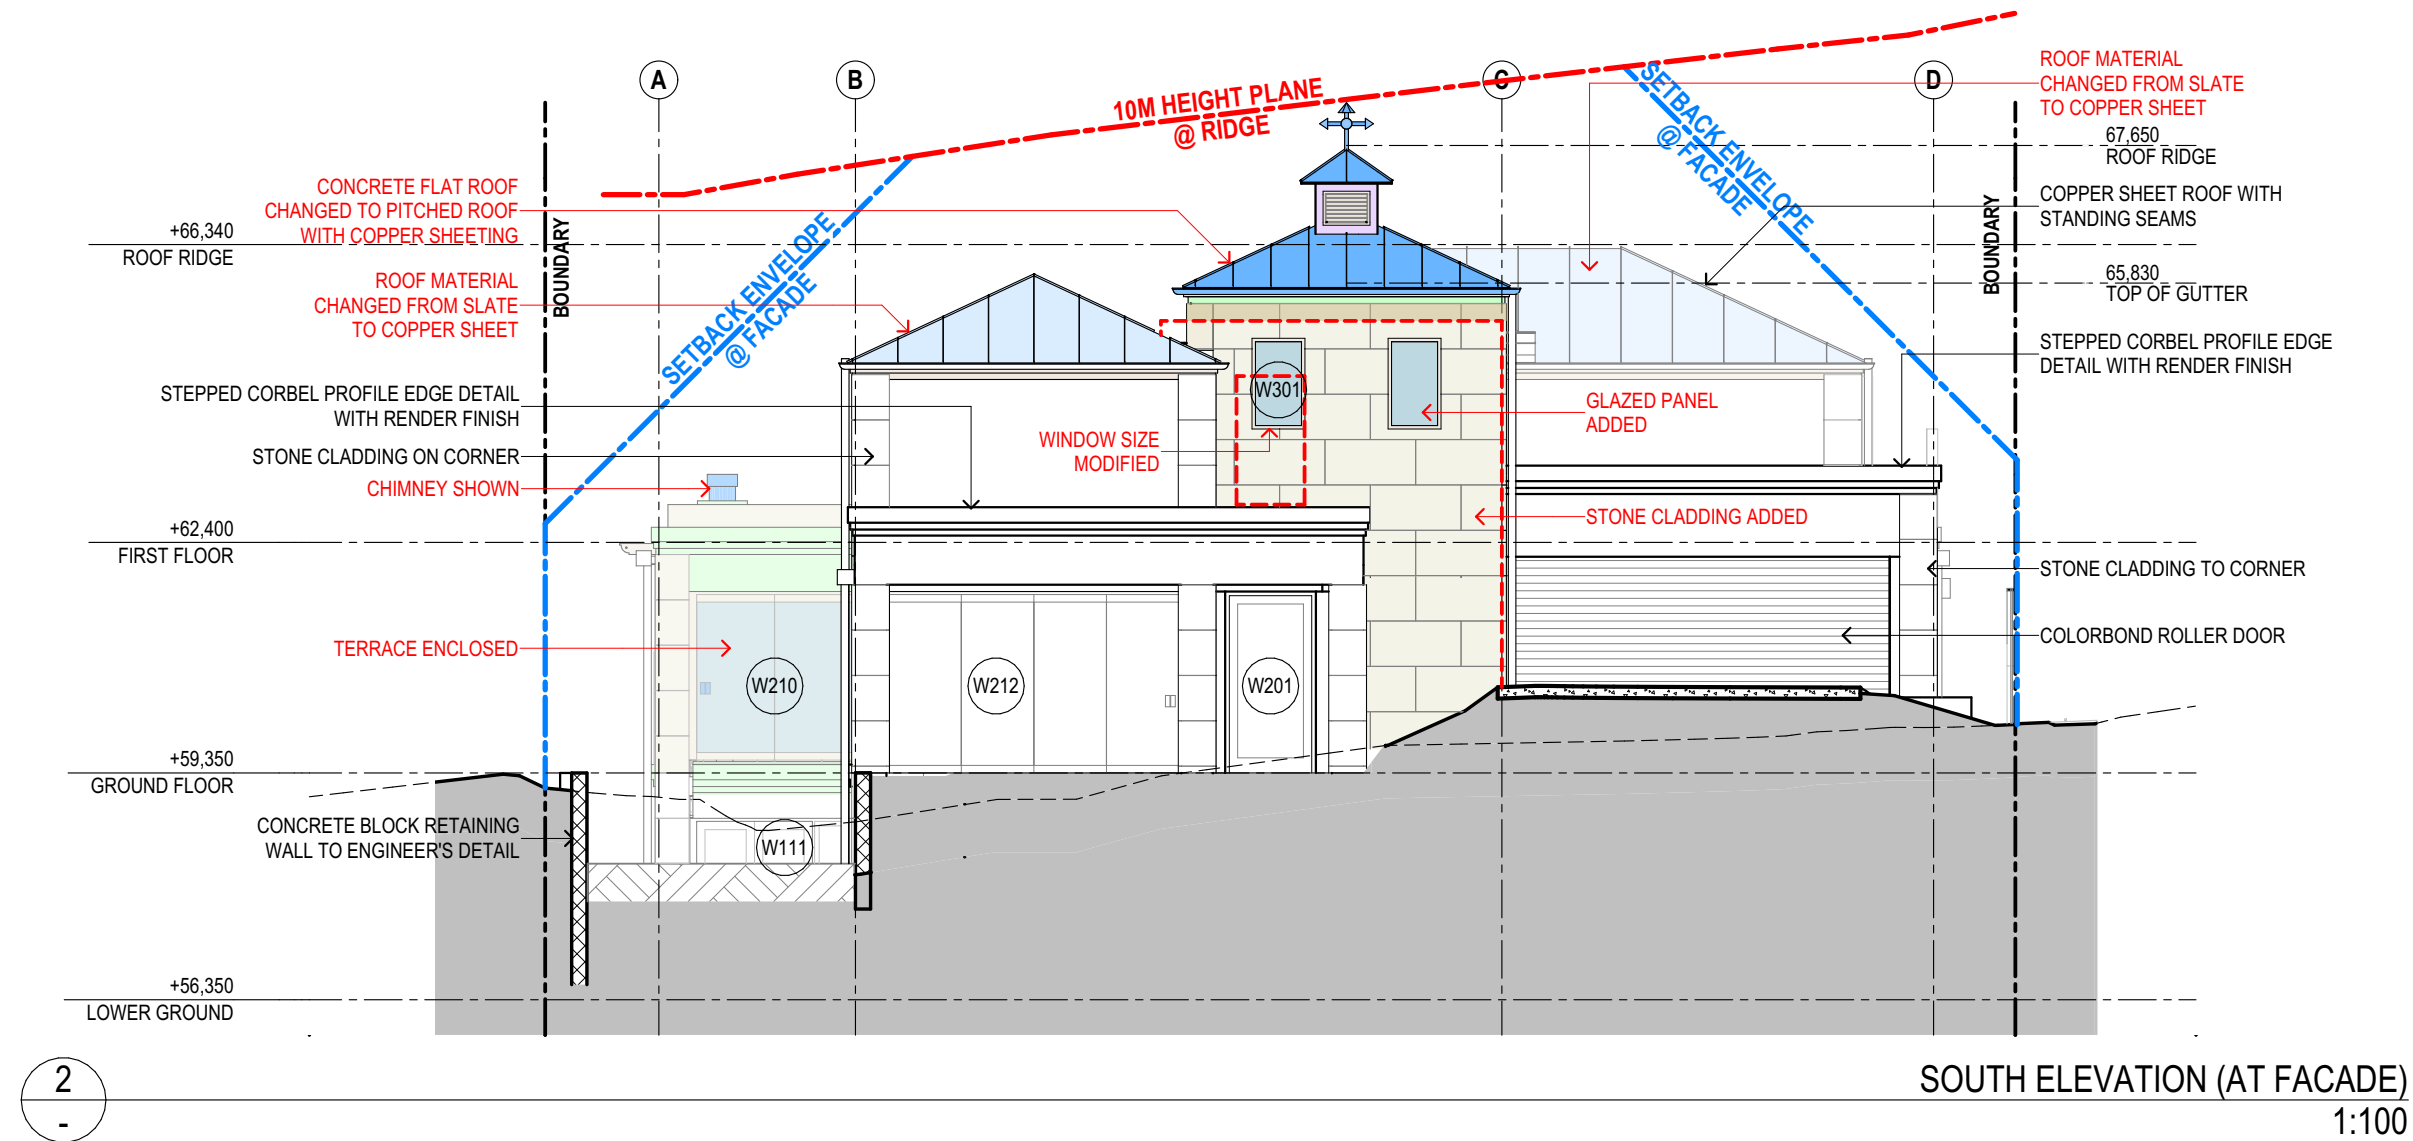 A
B
C
D
10M HEIGHT PLANE
@ RIDGE
SETBACK ENVELOPE
@ FACADE
SETBACK ENVELOPE
@ FACADE
BOUNDARY
BOUNDARY
CONCRETE FLAT ROOF
CHANGED TO PITCHED ROOF
WITH COPPER SHEETING
+66,340
ROOF RIDGE
ROOF MATERIAL
CHANGED FROM SLATE
TO COPPER SHEET
STEPPED CORBEL PROFILE EDGE DETAIL
WITH RENDER FINISH
STONE CLADDING ON CORNER
CHIMNEY SHOWN
+62,400
FIRST FLOOR
TERRACE ENCLOSED
+59,350
GROUND FLOOR
CONCRETE BLOCK RETAINING
WALL TO ENGINEER'S DETAIL
+56,350
LOWER GROUND
WINDOW SIZE
MODIFIED
W301
GLAZED PANEL
ADDED
STONE CLADDING ADDED
W210
W212
W201
W111
ROOF MATERIAL
CHANGED FROM SLATE
TO COPPER SHEET
67,650
ROOF RIDGE
COPPER SHEET ROOF WITH
STANDING SEAMS
65,830
TOP OF GUTTER
STEPPED CORBEL PROFILE EDGE
DETAIL WITH RENDER FINISH
STONE CLADDING TO CORNER
COLORBOND ROLLER DOOR
2
-
SOUTH ELEVATION (AT FACADE)
1:100